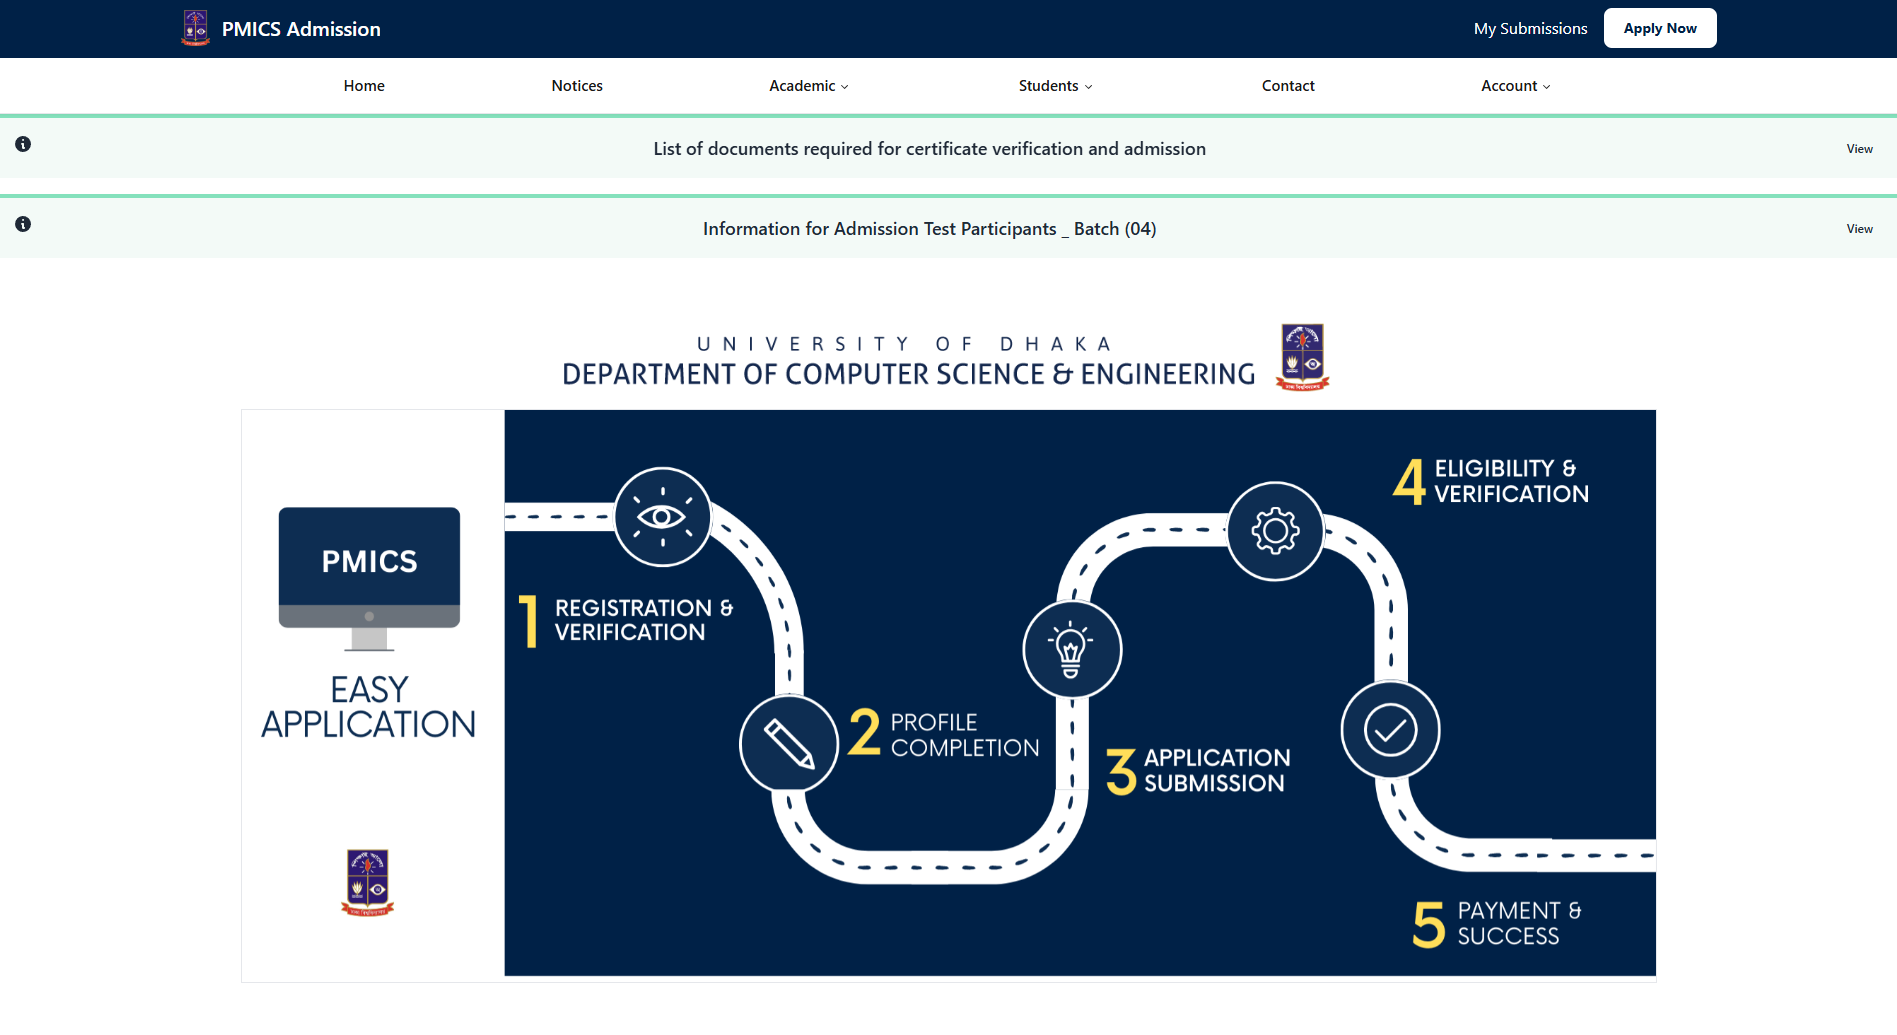 PMICS Admission
My Submissions
Apply Now
Home
Notices
Academic
Students
Contact
Account
List of documents required for certificate verification and admission
View
Information for Admission Test Participants _ Batch (04)
View
UNIVERSITY OF DHAKA
DEPARTMENT OF COMPUTER SCIENCE & ENGINEERING
PMICS
EASY
APPLICATION
1 REGISTRATION &
VERIFICATION
2 PROFILE
COMPLETION
3 APPLICATION
SUBMISSION
4 ELIGIBILITY &
VERIFICATION
5 PAYMENT &
SUCCESS